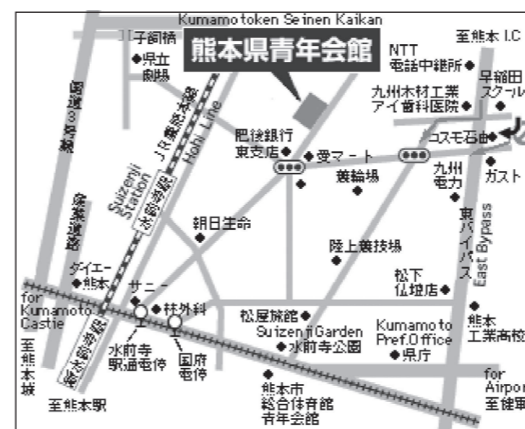 Kumamotoken Seinen Kaikan
熊本県青年会館
子飼橋
県立
劇場
国道3号線
産業道路
JR豊肥本線
Hohi Line
Suizenji
Station
水前寺駅
新水前寺駅
NTT
電話中継所
至熊本I.C
九州木材工業
アイ歯科医院
早稲田
スクール
コスモ石油
ガスト
肥後銀行
東支店
愛マート
競輪場
九州
電力
東バイパス
East Bypass
朝日生命
陸上競技場
ダイエー
熊本
サニー
林外科
松下
仏壇店
for
Kumamoto
Castle
至熊本城
水前寺
駅通電停
国府
電停
松屋旅館
Suizenji Garden
水前寺公園
Kumamoto
Pref.Office
県庁
熊本
工業高校
至熊本駅
熊本市
総合体育館
青年会館
for
Airport
至健軍